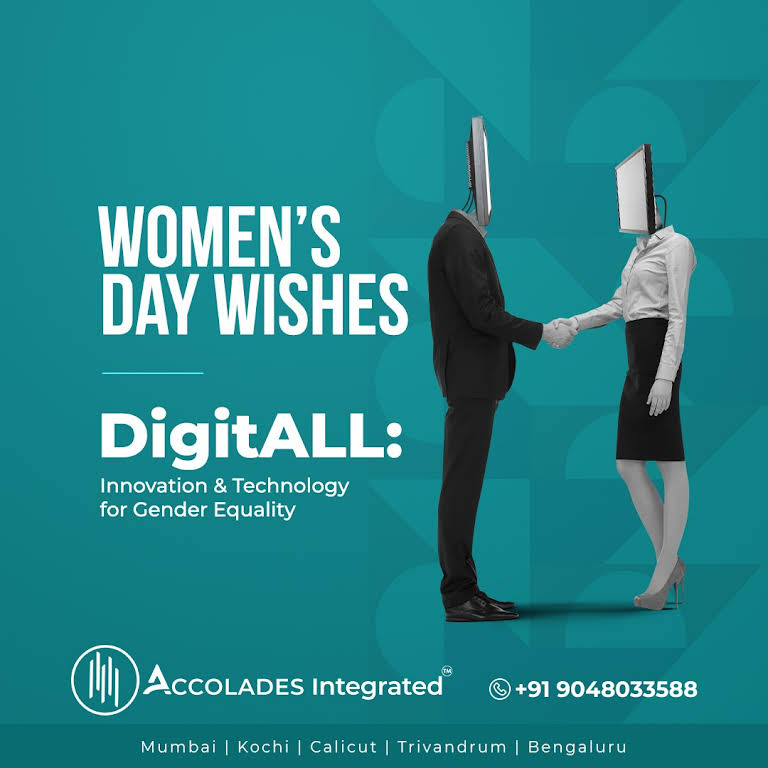 WOMEN'S
DAY WISHES
DigitALL:
Innovation & Technology
for Gender Equality
ACCOLADES Integrated™
+91 9048033588
Mumbai | Kochi | Calicut | Trivandrum | Bengaluru